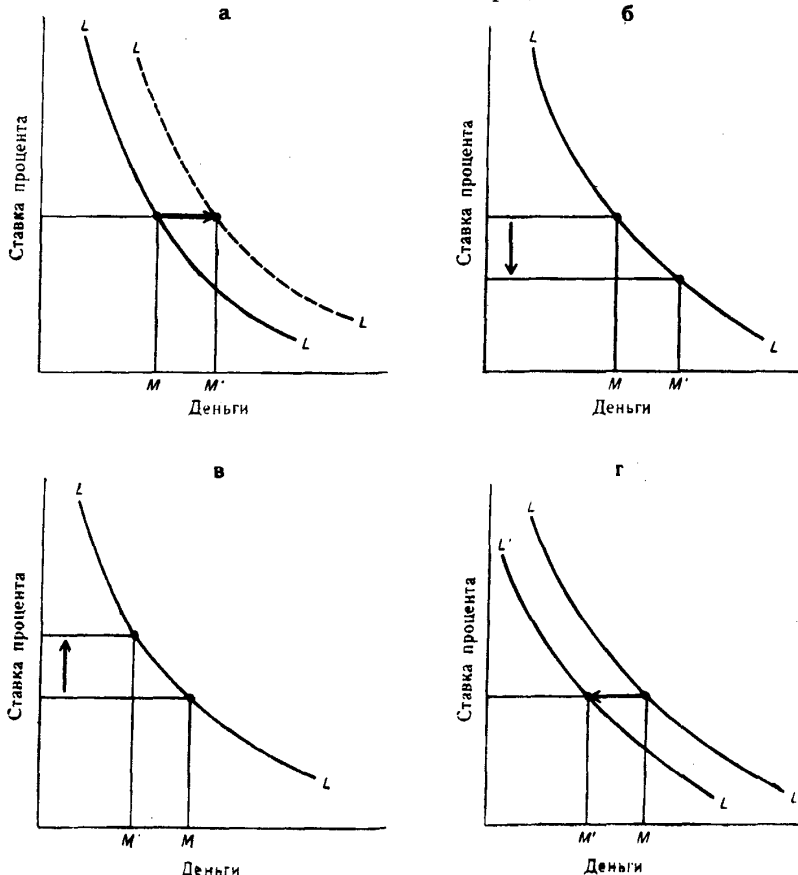 а
L
L
L
L
Ставка процента
M
M'
Деньги
б
L
L
Ставка процента
M
M'
Деньги
в
L
L
Ставка процента
M'
M
Деньги
г
L
L'
L
L
Ставка процента
M'
M
Деньги